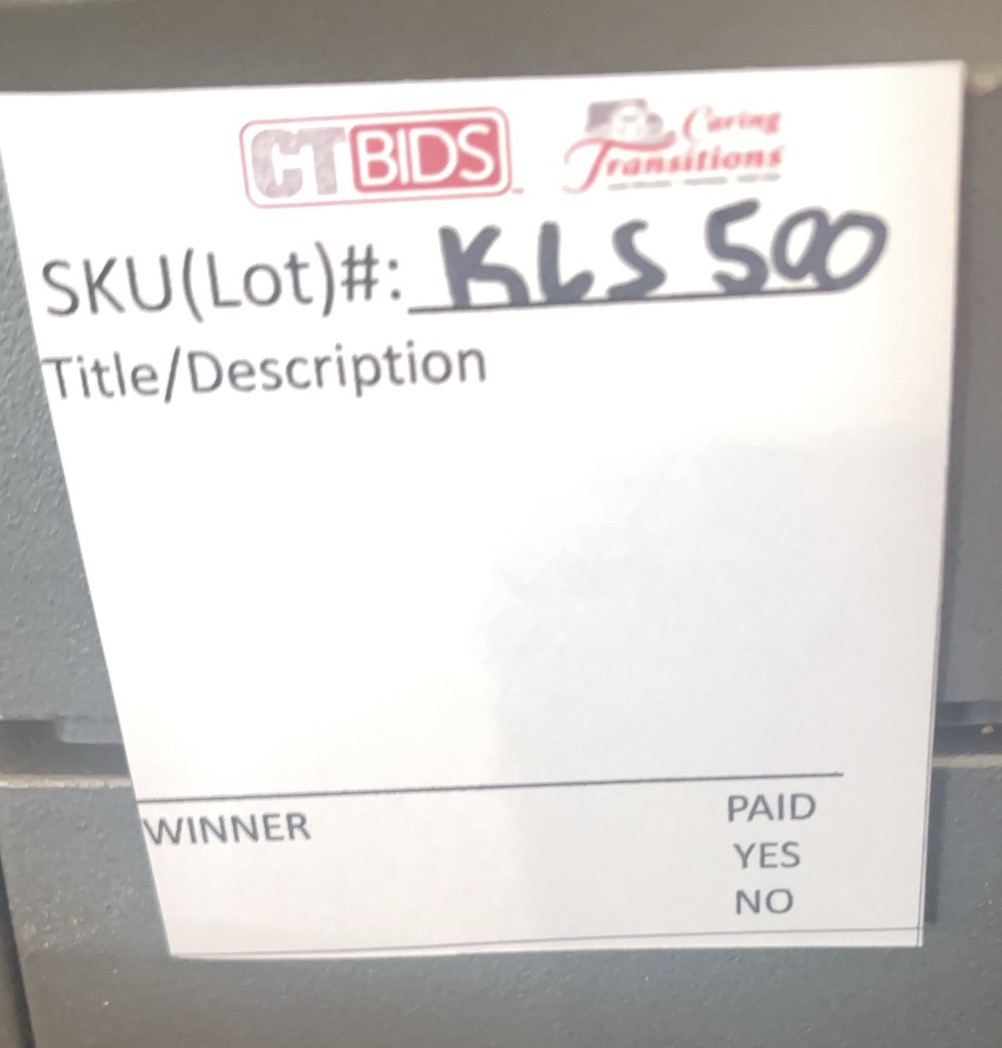 CTBIDS Caring
Transitions
SKU(Lot)#: KLS 500
Title/Description
WINNER PAID
YES
NO